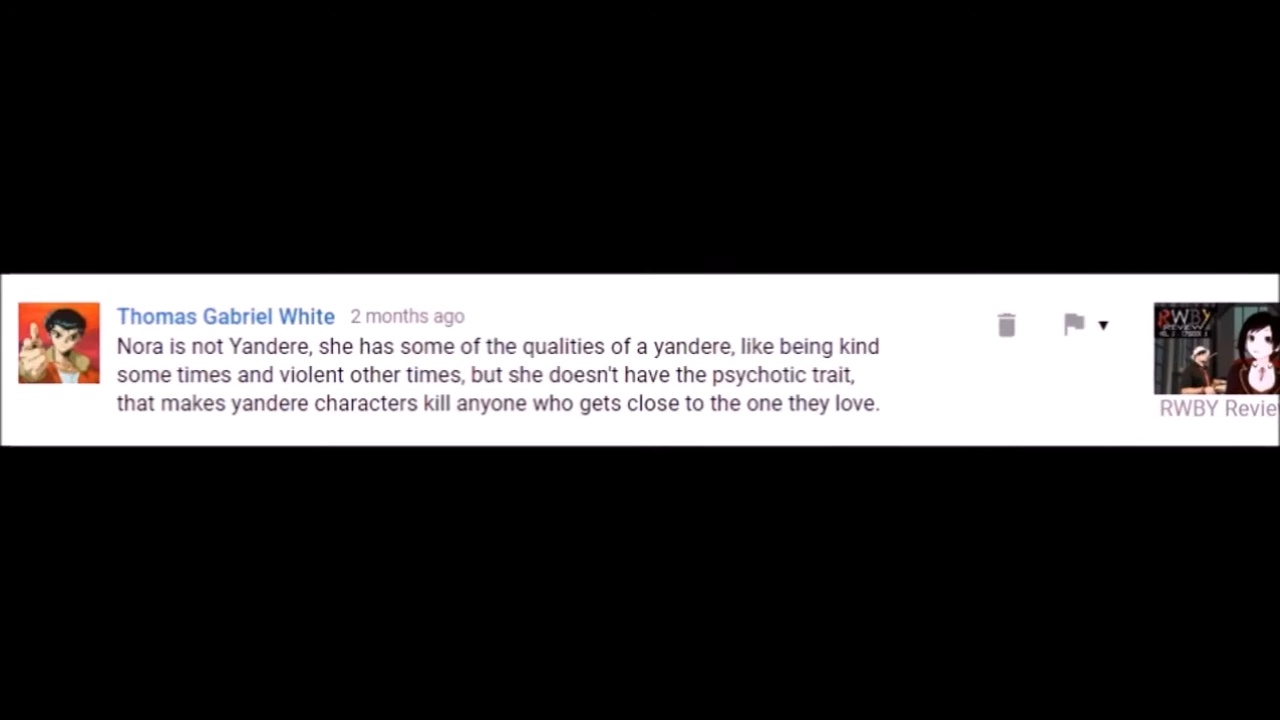 Thomas Gabriel White 2 months ago
Nora is not Yandere, she has some of the qualities of a yandere, like being kind
some times and violent other times, but she doesn't have the psychotic trait,
that makes yandere characters kill anyone who gets close to the one they love.
RWBY
REVIEW
RWBY Revie